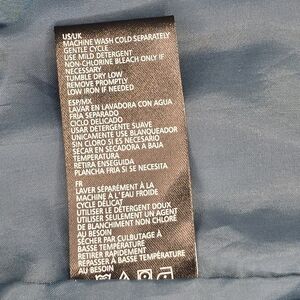 US/UK
MACHINE WASH COLD SEPARATELY
GENTLE CYCLE
USE MILD DETERGENT
NON-CHLORINE BLEACH ONLY IF
NECESSARY
TUMBLE DRY LOW
REMOVE PROMPTLY
LOW IRON IF NEEDED
ESP/MX
LAVAR EN LAVADORA CON AGUA
FRÍA SEPARADO
CICLO DELICADO
USAR DETERGENTE SUAVE
UNICAMENTE USE BLANQUEADOR
SIN CLORO SI ES NECESARIO
SECAR EN SECADORA A BAJA
TEMPERATURA
RETIRA ENSEGUIDA
PLANCHA FRIA SI SE NECESITA
FR
LAVER SÉPARÉMENT À LA
MACHINE À L'EAU FROIDE
CYCLE DÉLICAT
UTILISER LE DÉTERGENT DOUX
UTILISER SEULEMENT UN AGENT
DE BLANCHIMENT NON CHLORE
AU BESOIN
SÉCHER PAR CULBUTAGE À
BASSE TEMPÉRATURE
RETIRER RAPIDEMENT
REPASSER À BASSE TEMPÉRATURE
AU BESOIN